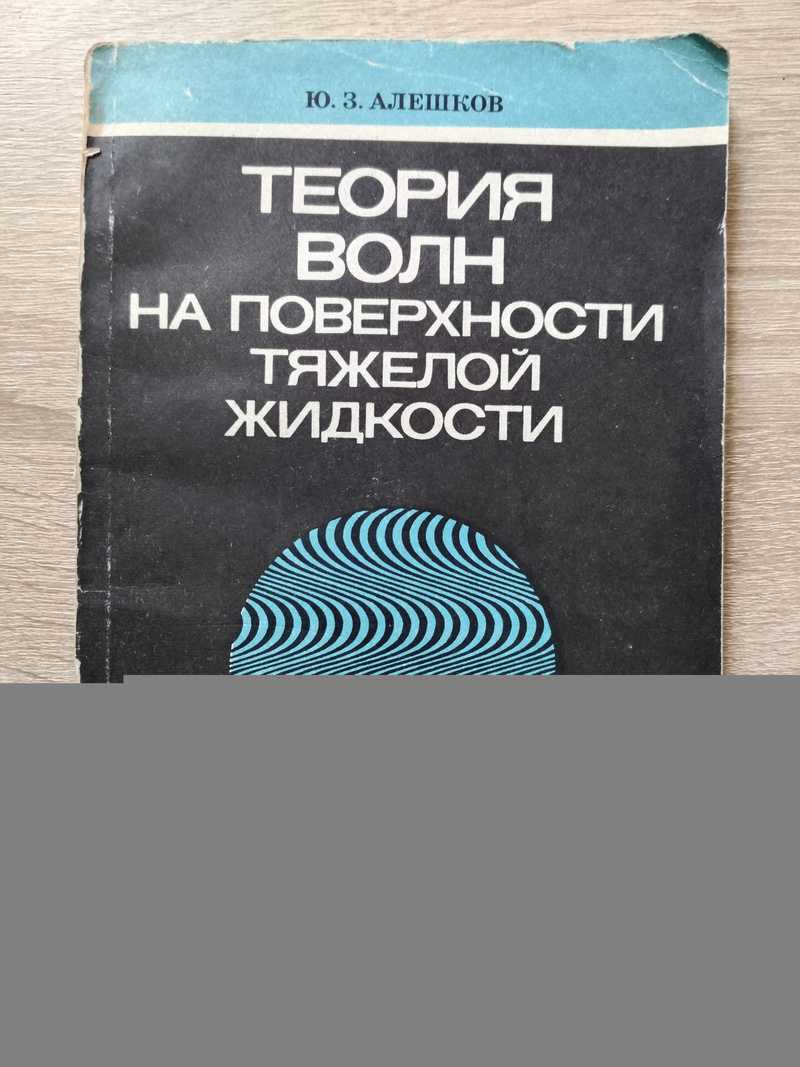 Ю. З. АЛЕШКОВ
ТЕОРИЯ
ВОЛН
НА ПОВЕРХНОСТИ
ТЯЖЕЛОЙ
ЖИДКОСТИ